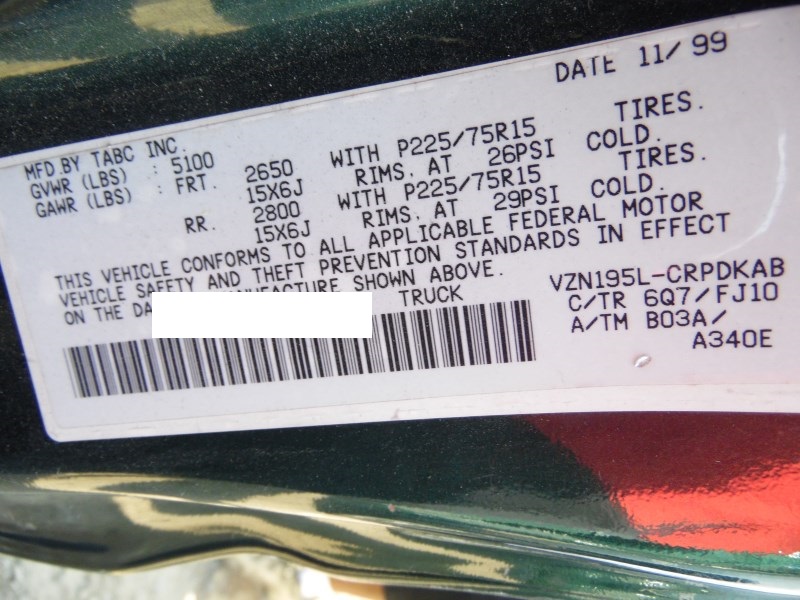 DATE 11/99
MFD.BY TABC INC.
GVWR (LBS) : 5100
GAWR (LBS) : FRT. 2650 WITH P225/75R15 TIRES.
15X6J RIMS. AT 26PSI COLD.
RR. 2800 WITH P225/75R15 TIRES.
15X6J RIMS. AT 29PSI COLD.
THIS VEHICLE CONFORMS TO ALL APPLICABLE FEDERAL MOTOR
VEHICLE SAFETY AND THEFT PREVENTION STANDARDS IN EFFECT
ON THE DA NUFACTURE SHOWN ABOVE.
TRUCK
VZN195L-CRPDKAB
C/TR 6Q7/FJ10
A/TM B03A/
A340E